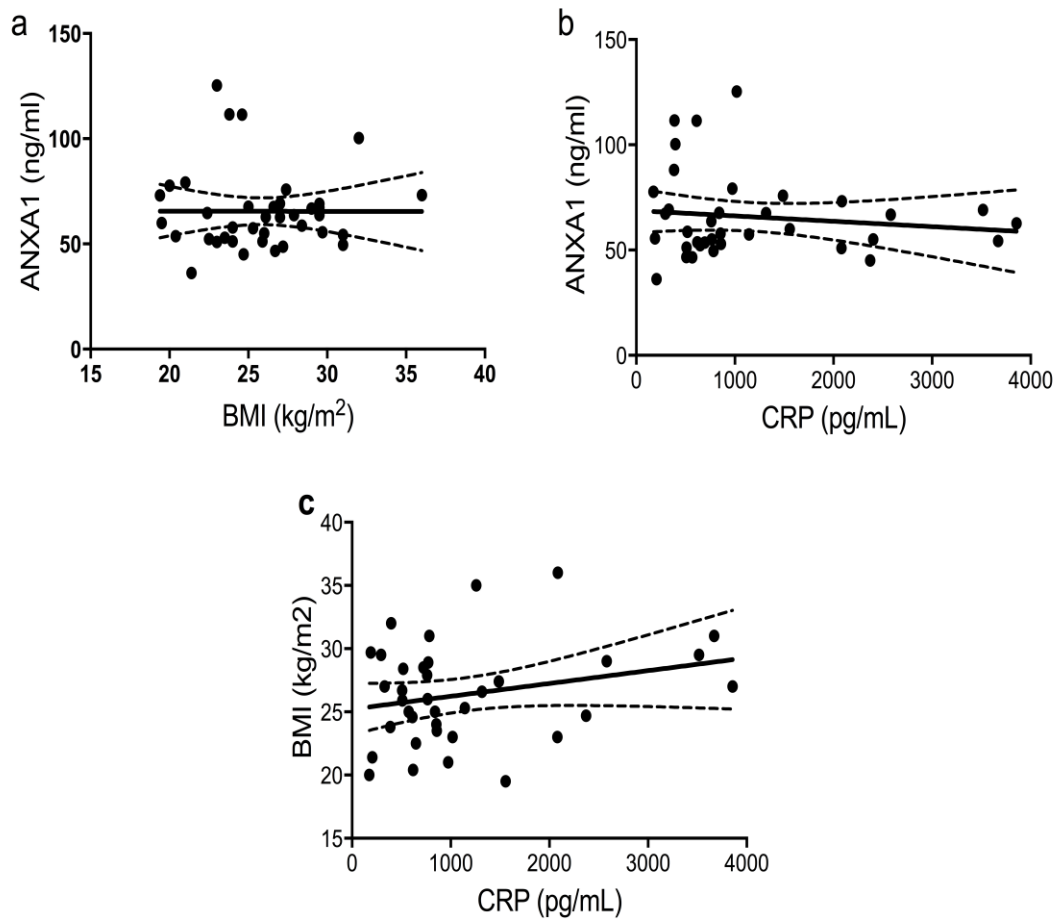 a
150
100
50
0
ANXA1 (ng/ml)
15 20 25 30 35 40
BMI (kg/m²)
b
150
100
50
0
ANXA1 (ng/ml)
0 1000 2000 3000 4000
CRP (pg/mL)
c
40
35
30
25
20
15
BMI (kg/m2)
0 1000 2000 3000 4000
CRP (pg/mL)